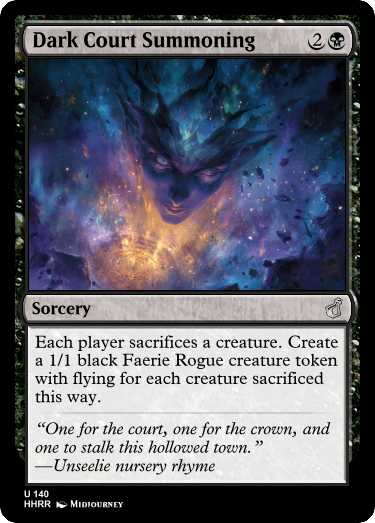 Dark Court Summoning 2
Sorcery
Each player sacrifices a creature. Create
a 1/1 black Faerie Rogue creature token
with flying for each creature sacrificed
this way.
“One for the court, one for the crown, and
one to stalk this hollowed town.”
—Unseelie nursery rhyme
U 140
HHRR Midjourney